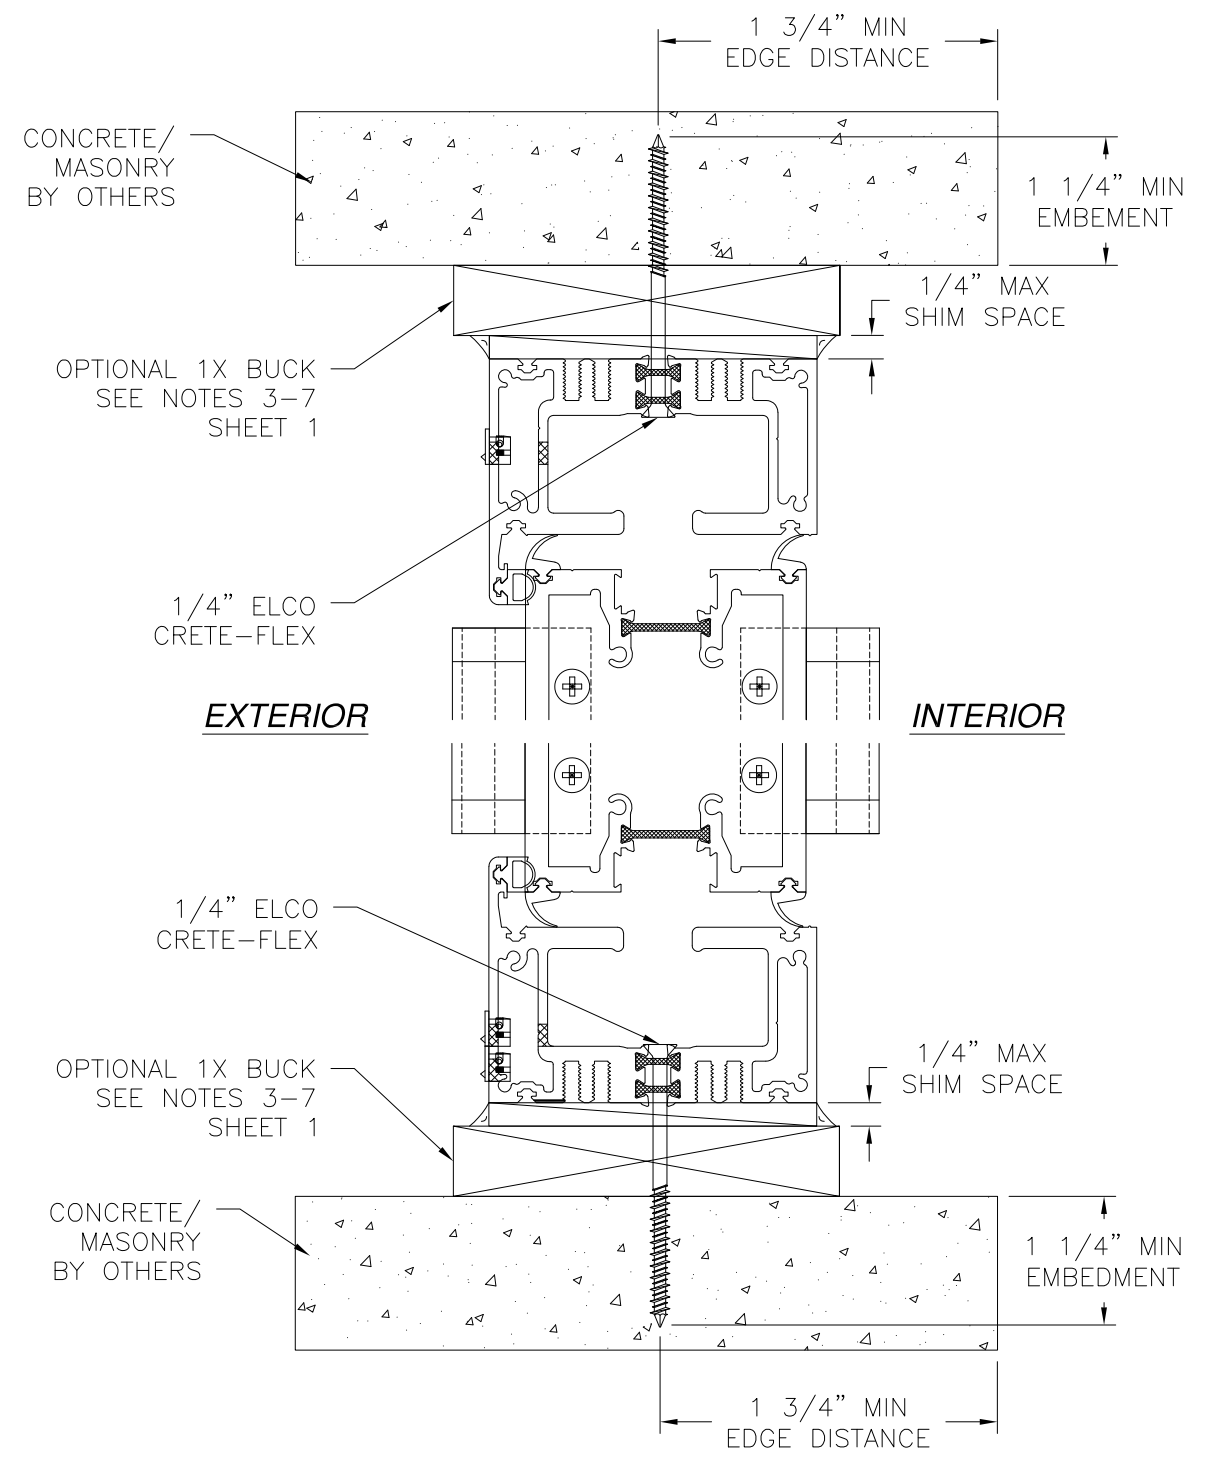 1 3/4” MIN
EDGE DISTANCE
CONCRETE/
MASONRY
BY OTHERS
1 1/4” MIN
EMBEMENT
1/4” MAX
SHIM SPACE
OPTIONAL 1X BUCK
SEE NOTES 3-7
SHEET 1
1/4” ELCO
CRETE-FLEX
EXTERIOR
INTERIOR
1/4” ELCO
CRETE-FLEX
1/4” MAX
SHIM SPACE
OPTIONAL 1X BUCK
SEE NOTES 3-7
SHEET 1
CONCRETE/
MASONRY
BY OTHERS
1 1/4” MIN
EMBEDMENT
1 3/4” MIN
EDGE DISTANCE